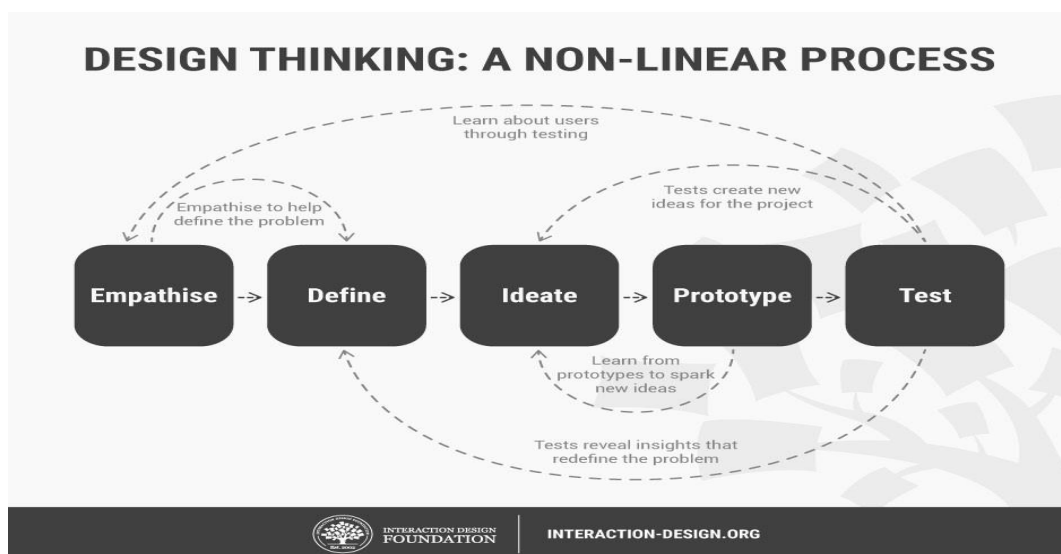 DESIGN THINKING: A NON-LINEAR PROCESS
Learn about users
through testing
Empathise to help
define the problem
Tests create new
ideas for the project
Empathise
Define
Ideate
Prototype
Test
Learn from
prototypes to spark
new ideas
Tests reveal insights that
redefine the problem
INTERACTION DESIGN
FOUNDATION
INTERACTION-DESIGN.ORG